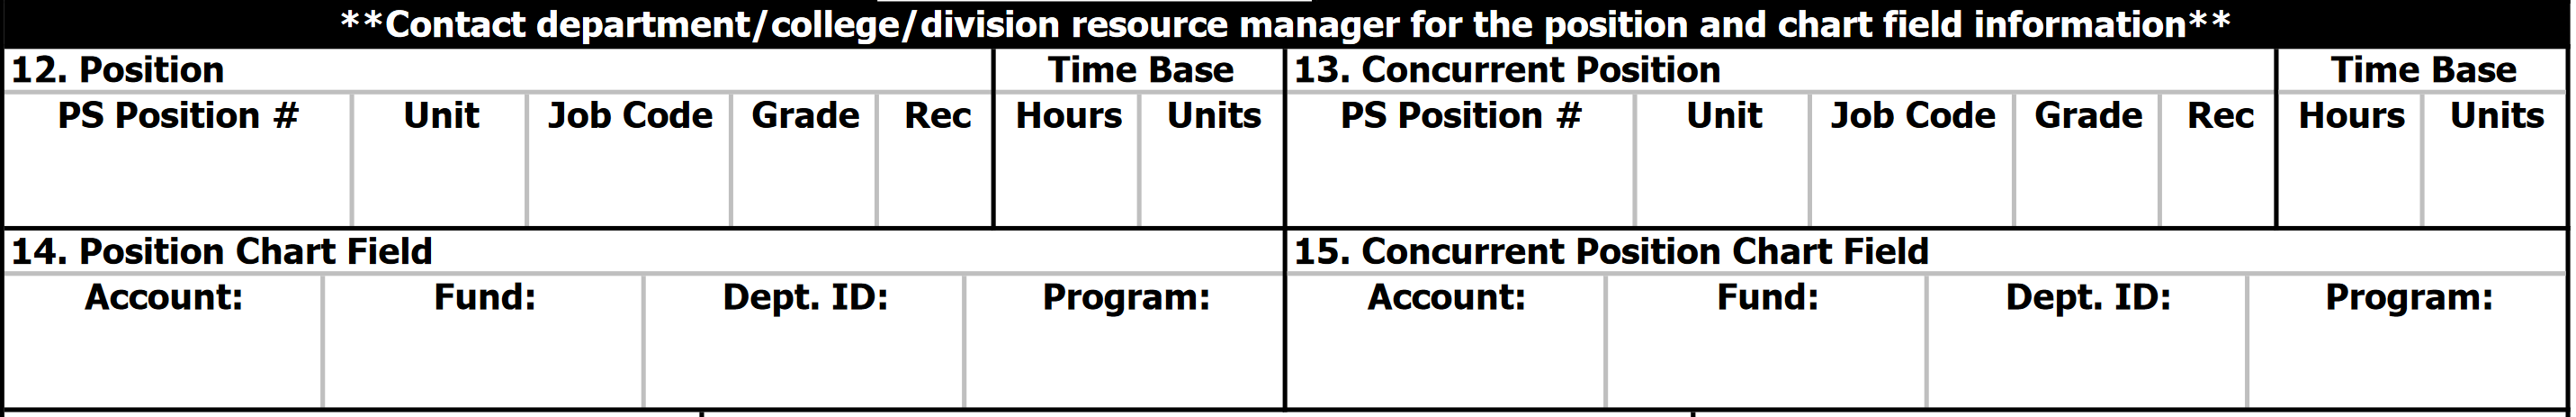 **Contact department/college/division resource manager for the position and chart field information**
12. Position Time Base 13. Concurrent Position Time Base
PS Position # Unit Job Code Grade Rec Hours Units PS Position # Unit Job Code Grade Rec Hours Units
14. Position Chart Field 15. Concurrent Position Chart Field
Account: Fund: Dept. ID: Program: Account: Fund: Dept. ID: Program: